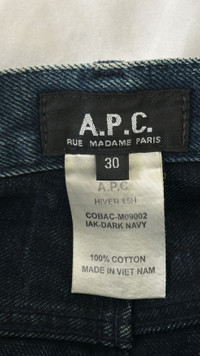 A.P.C.
RUE MADAME PARIS
30
A.P.C.
HIVER 15H
COBAC-M09002
IAK-DARK NAVY
100% COTTON
MADE IN VIET NAM